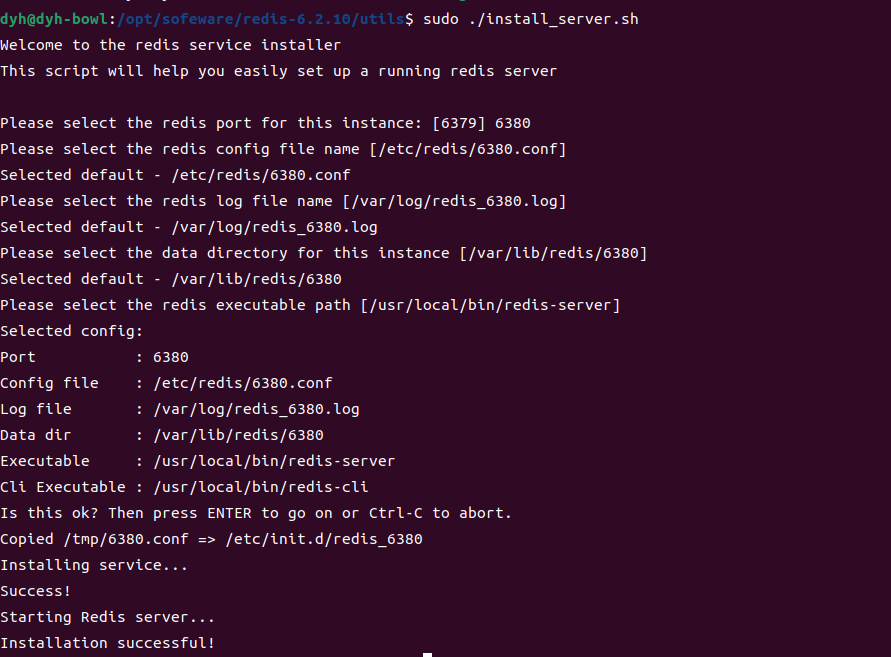 dyh@dyh-bowl:/opt/sofeware/redis-6.2.10/utils$ sudo ./install_server.sh
Welcome to the redis service installer
This script will help you easily set up a running redis server
Please select the redis port for this instance: [6379] 6380
Please select the redis config file name [/etc/redis/6380.conf]
Selected default - /etc/redis/6380.conf
Please select the redis log file name [/var/log/redis_6380.log]
Selected default - /var/log/redis_6380.log
Please select the data directory for this instance [/var/lib/redis/6380]
Selected default - /var/lib/redis/6380
Please select the redis executable path [/usr/local/bin/redis-server]
Selected config:
Port           : 6380
Config file    : /etc/redis/6380.conf
Log file       : /var/log/redis_6380.log
Data dir       : /var/lib/redis/6380
Executable     : /usr/local/bin/redis-server
Cli Executable : /usr/local/bin/redis-cli
Is this ok? Then press ENTER to go on or Ctrl-C to abort.
Copied /tmp/6380.conf => /etc/init.d/redis_6380
Installing service...
Success!
Starting Redis server...
Installation successful!